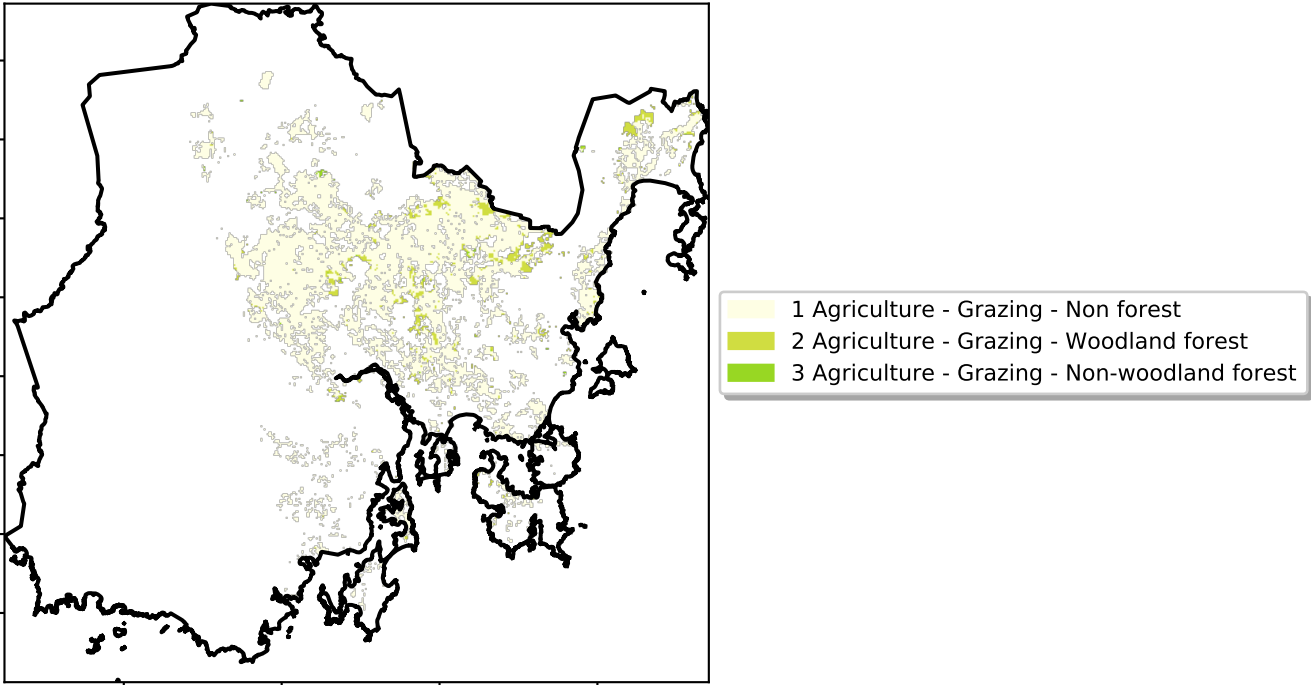 1 Agriculture - Grazing - Non forest
2 Agriculture - Grazing - Woodland forest
3 Agriculture - Grazing - Non-woodland forest